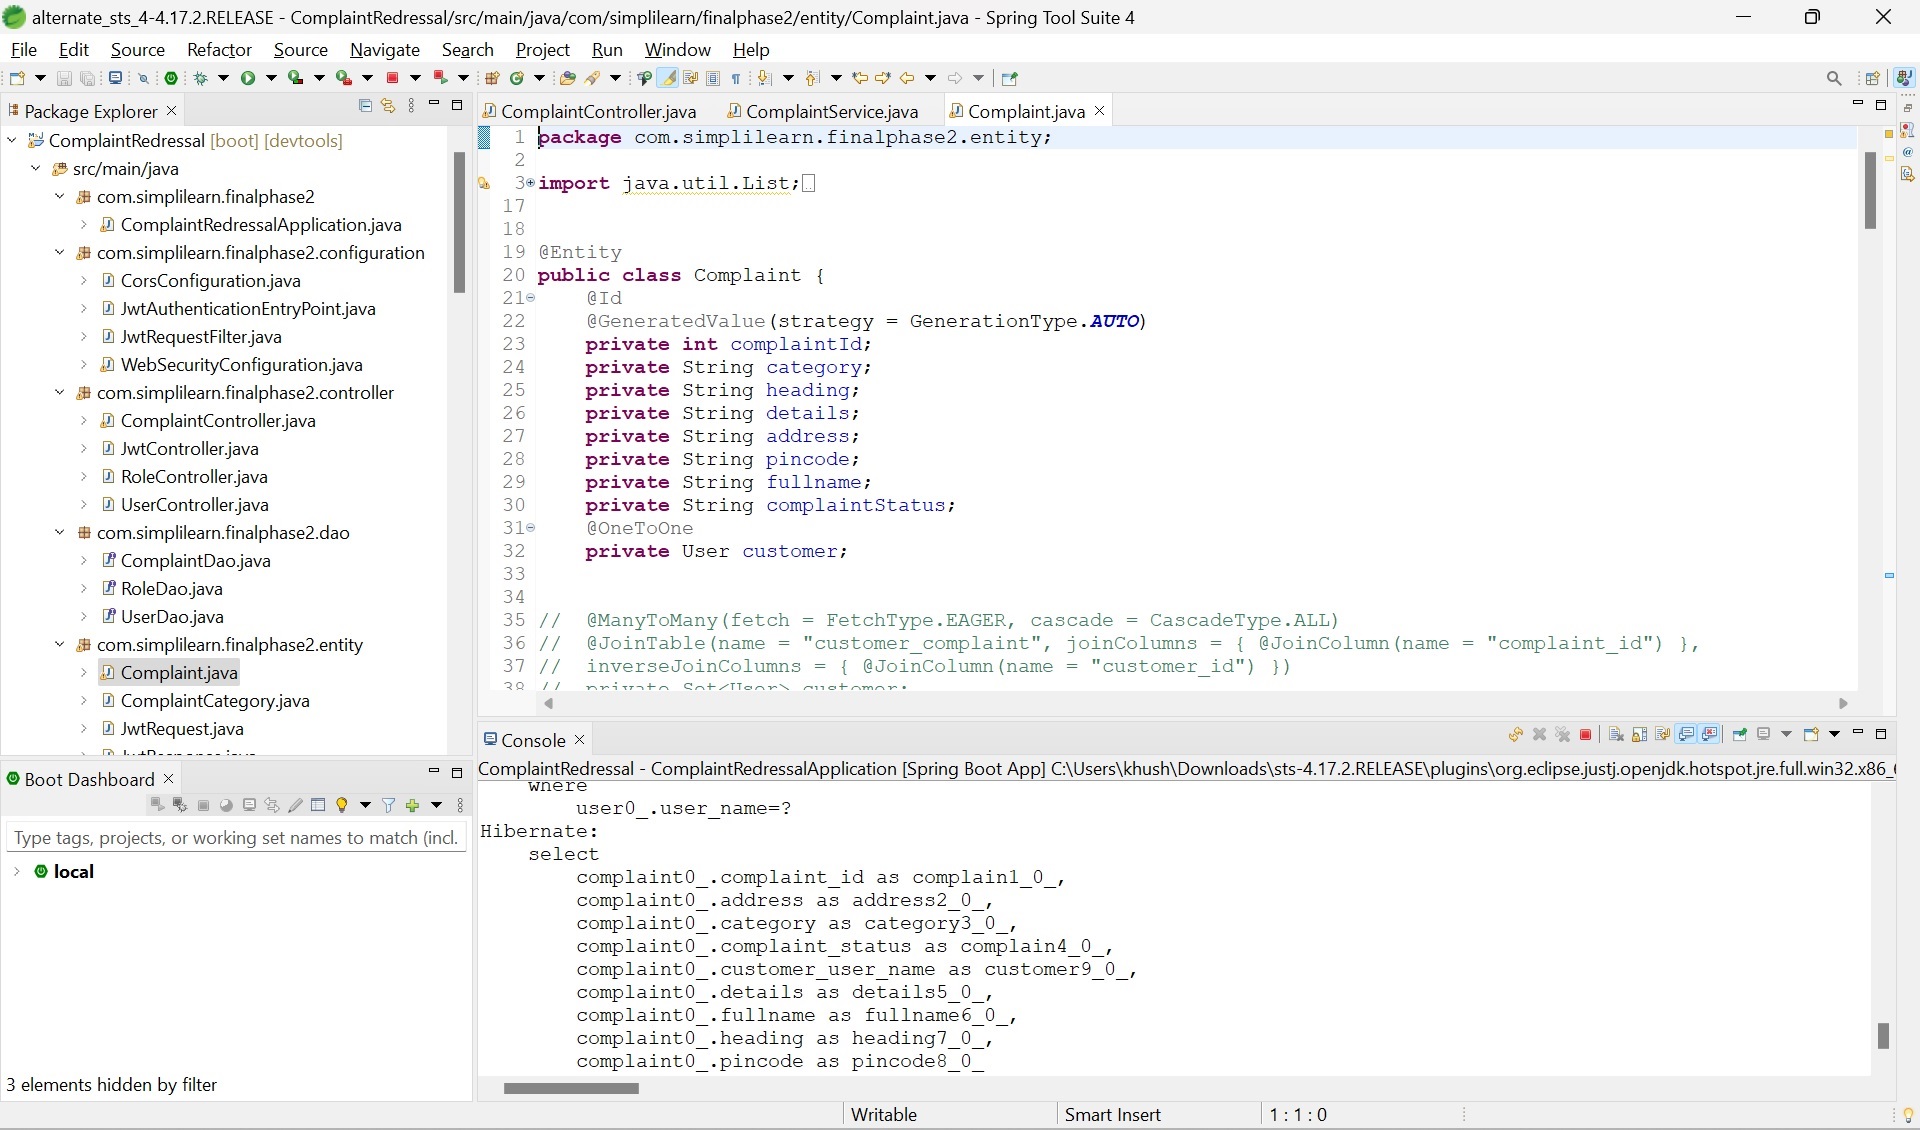 alternate_sts_4-4.17.2.RELEASE - ComplaintRedressal/src/main/java/com/simplilearn/finalphase2/entity/Complaint.java - Spring Tool Suite 4
File Edit Source Refactor Source Navigate Search Project Run Window Help
Package Explorer
ComplaintRedressal [boot] [devtools]
src/main/java
com.simplilearn.finalphase2
ComplaintRedressalApplication.java
com.simplilearn.finalphase2.configuration
CorsConfiguration.java
JwtAuthenticationEntryPoint.java
JwtRequestFilter.java
WebSecurityConfiguration.java
com.simplilearn.finalphase2.controller
ComplaintController.java
JwtController.java
RoleController.java
UserController.java
com.simplilearn.finalphase2.dao
ComplaintDao.java
RoleDao.java
UserDao.java
com.simplilearn.finalphase2.entity
Complaint.java
ComplaintCategory.java
JwtRequest.java
Boot Dashboard
Type tags, projects, or working set names to match (incl.
local
3 elements hidden by filter
ComplaintController.java ComplaintService.java Complaint.java
1 package com.simplilearn.finalphase2.entity;
2
3 import java.util.List;
17
18
19 @Entity
20 public class Complaint {
21 @Id
22 @GeneratedValue(strategy = GenerationType.AUTO)
23 private int complaintId;
24 private String category;
25 private String heading;
26 private String details;
27 private String address;
28 private String pincode;
29 private String fullname;
30 private String complaintStatus;
31 @OneToOne
32 private User customer;
33
34
35 // @ManyToMany(fetch = FetchType.EAGER, cascade = CascadeType.ALL)
36 // @JoinTable(name = "customer_complaint", joinColumns = { @JoinColumn(name = "complaint_id") },
37 // inverseJoinColumns = { @JoinColumn(name = "customer_id") })
38 // private Set<User> customer;
Console
ComplaintRedressal - ComplaintRedressalApplication [Spring Boot App] C:\Users\khush\Downloads\sts-4.17.2.RELEASE\plugins\org.eclipse.justj.openjdk.hotspot.jre.full.win32.x86_
where
user0_.user_name=?
Hibernate:
select
complaint0_.complaint_id as complain1_0_,
complaint0_.address as address2_0_,
complaint0_.category as category3_0_,
complaint0_.complaint_status as complain4_0_,
complaint0_.customer_user_name as customer9_0_,
complaint0_.details as details5_0_,
complaint0_.fullname as fullname6_0_,
complaint0_.heading as heading7_0_,
complaint0_.pincode as pincode8_0_
Writable Smart Insert 1 : 1 : 0